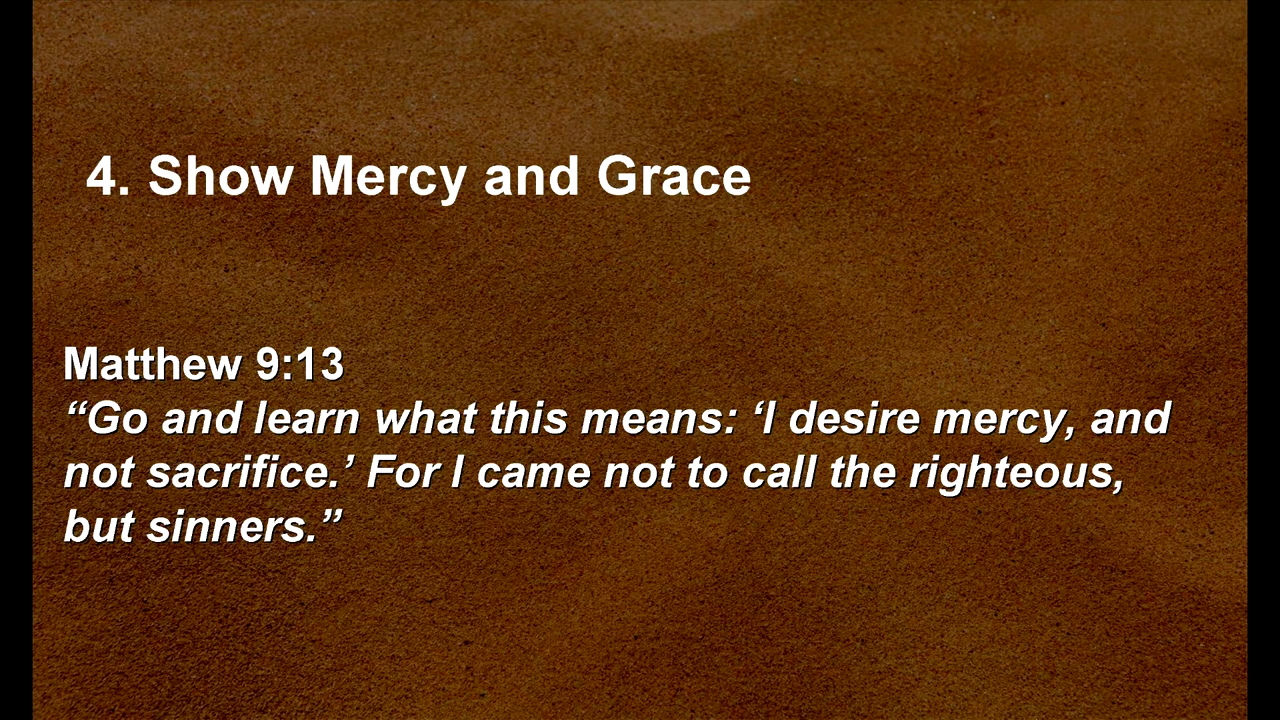 4. Show Mercy and Grace
Matthew 9:13
“Go and learn what this means: ‘I desire mercy, and
not sacrifice.’ For I came not to call the righteous,
but sinners.”